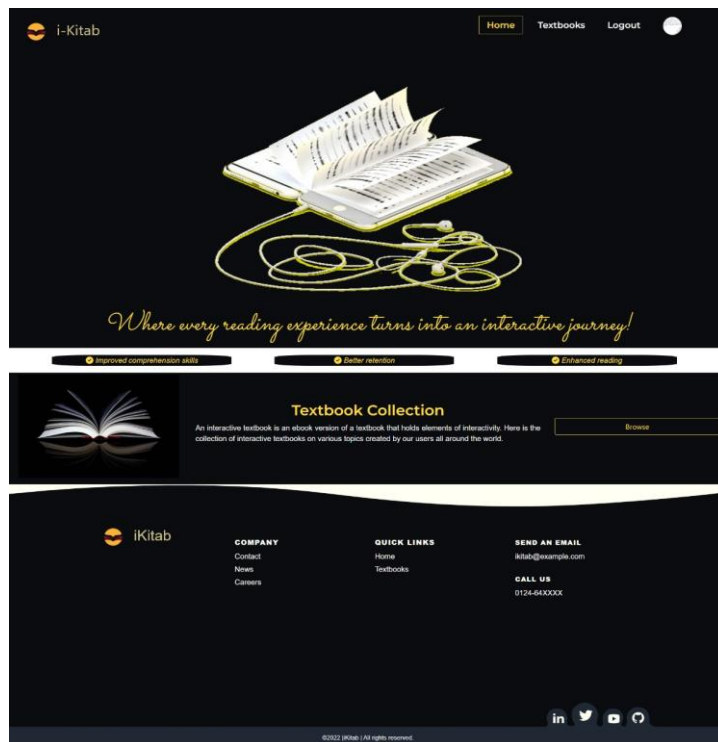 i-Kitab
Home Textbooks Logout
Where every reading experience turns into an interactive journey!
Improved comprehension skills
Better retention
Enhanced reading
Textbook Collection
An interactive textbook is an ebook version of a textbook that holds elements of interactivity. Here is the
collection of interactive textbooks on various topics created by our users all around the world.
Browse
iKitab
COMPANY
Contact
News
Careers
QUICK LINKS
Home
Textbooks
SEND AN EMAIL
ikitab@example.com
CALL US
0124-64XXXX
in
©2022 |iKitab | All rights reserved.